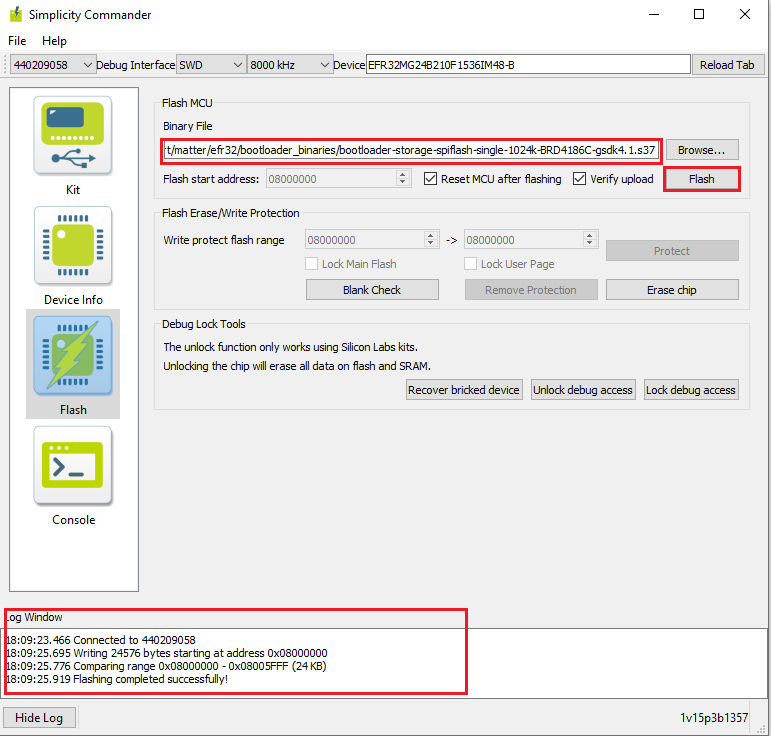 Simplicity Commander
File Help
440209058 Debug Interface SWD 8000 kHz Device EFR32MG24B210F1536IM48-B Reload Tab
Kit
Device Info
Flash
Console
Flash MCU
Binary File
rt/matter/efr32/bootloader_binaries/bootloader-storage-spiflash-single-1024k-BRD4186C-gsdk4.1.s37 Browse...
Flash start address: 08000000 Reset MCU after flashing Verify upload Flash
Flash Erase/Write Protection
Write protect flash range 08000000 -> 08000000 Protect
Lock Main Flash Lock User Page
Blank Check Remove Protection Erase chip
Debug Lock Tools
The unlock function only works using Silicon Labs kits.
Unlocking the chip will erase all data on flash and SRAM.
Recover bricked device Unlock debug access Lock debug access
Log Window
18:09:23.466 Connected to 440209058
18:09:25.695 Writing 24576 bytes starting at address 0x08000000
18:09:25.776 Comparing range 0x08000000 - 0x08005FFF (24 KB)
18:09:25.919 Flashing completed successfully!
Hide Log 1v15p3b1357